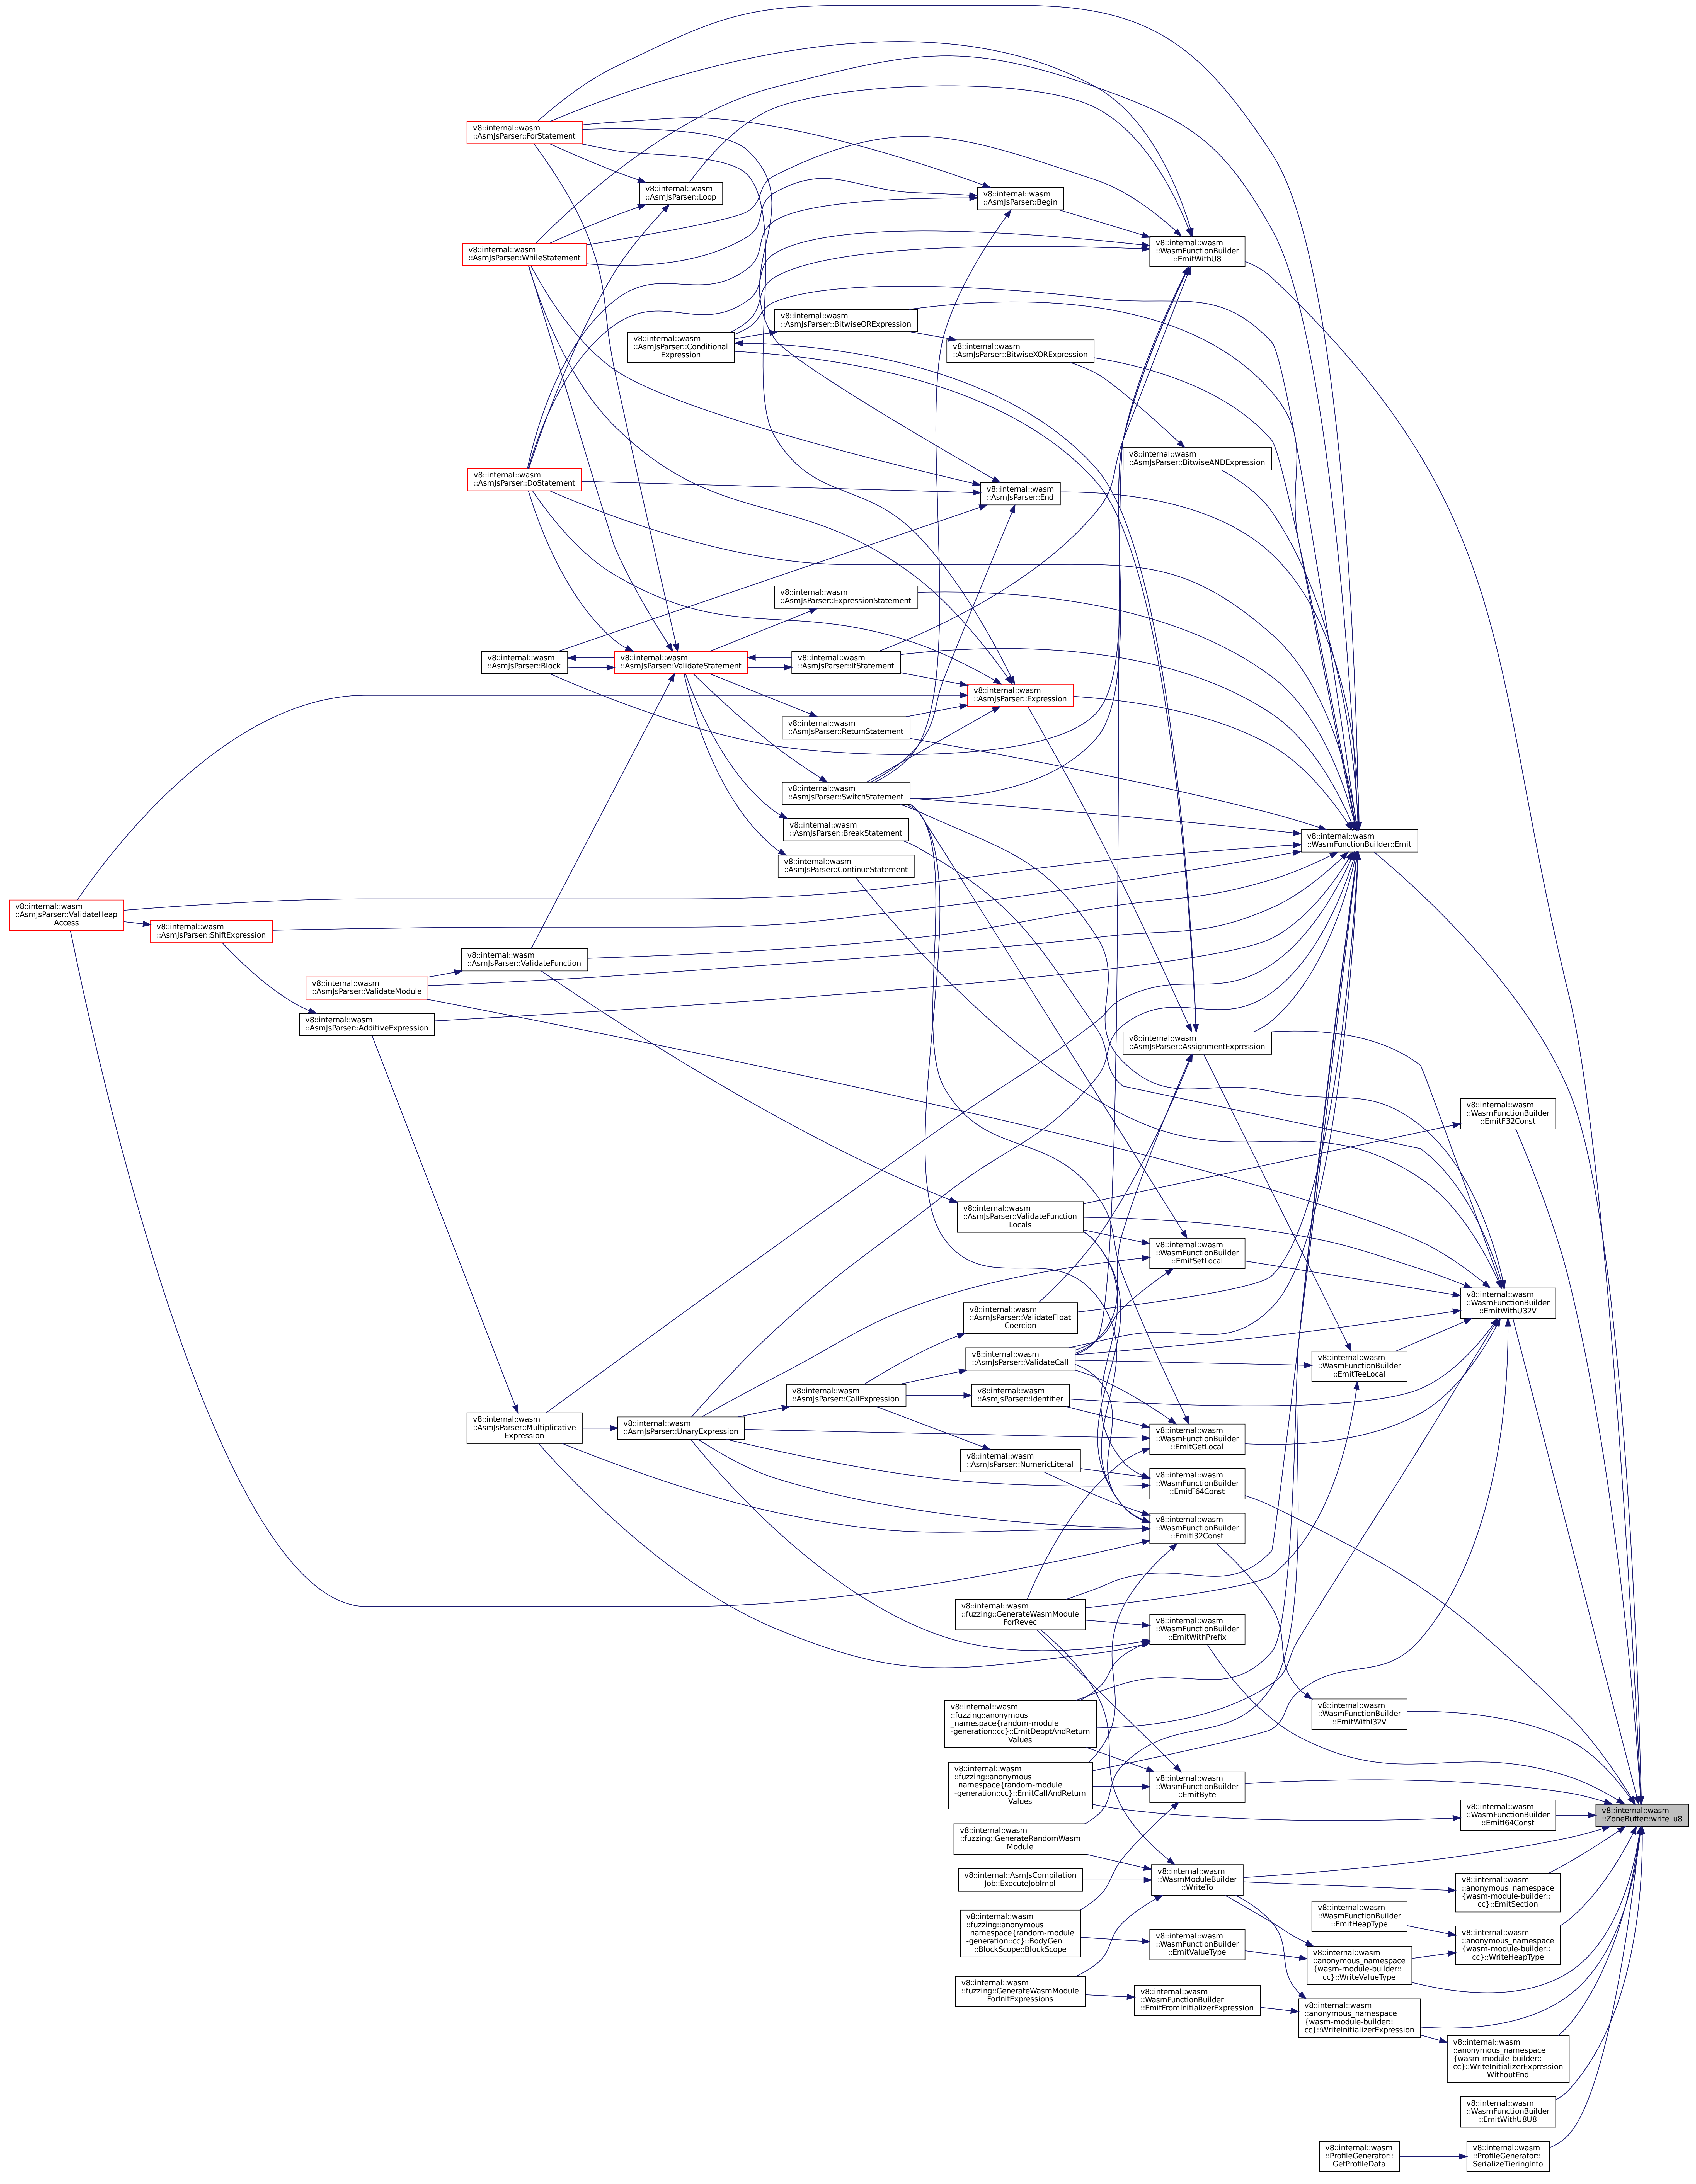 v8::internal::wasm
::AsmJsParser::ForStatement
v8::internal::wasm
::AsmJsParser::Loop
v8::internal::wasm
::AsmJsParser::Begin
v8::internal::wasm
::WasmFunctionBuilder
::EmitWithU8
v8::internal::wasm
::AsmJsParser::WhileStatement
v8::internal::wasm
::AsmJsParser::BitwiseORExpression
v8::internal::wasm
::AsmJsParser::Conditional
Expression
v8::internal::wasm
::AsmJsParser::BitwiseXORExpression
v8::internal::wasm
::AsmJsParser::BitwiseANDExpression
v8::internal::wasm
::AsmJsParser::DoStatement
v8::internal::wasm
::AsmJsParser::End
v8::internal::wasm
::AsmJsParser::ExpressionStatement
v8::internal::wasm
::AsmJsParser::Block
v8::internal::wasm
::AsmJsParser::ValidateStatement
v8::internal::wasm
::AsmJsParser::IfStatement
v8::internal::wasm
::AsmJsParser::Expression
v8::internal::wasm
::AsmJsParser::ReturnStatement
v8::internal::wasm
::AsmJsParser::SwitchStatement
v8::internal::wasm
::AsmJsParser::BreakStatement
v8::internal::wasm
::WasmFunctionBuilder::Emit
v8::internal::wasm
::AsmJsParser::ContinueStatement
v8::internal::wasm
::AsmJsParser::ValidateHeap
Access
v8::internal::wasm
::AsmJsParser::ShiftExpression
v8::internal::wasm
::AsmJsParser::ValidateFunction
v8::internal::wasm
::AsmJsParser::ValidateModule
v8::internal::wasm
::AsmJsParser::AdditiveExpression
v8::internal::wasm
::AsmJsParser::AssignmentExpression
v8::internal::wasm
::WasmFunctionBuilder
::EmitF32Const
v8::internal::wasm
::AsmJsParser::ValidateFunction
Locals
v8::internal::wasm
::WasmFunctionBuilder
::EmitSetLocal
v8::internal::wasm
::WasmFunctionBuilder
::EmitWithU32V
v8::internal::wasm
::AsmJsParser::ValidateFloat
Coercion
v8::internal::wasm
::AsmJsParser::ValidateCall
v8::internal::wasm
::WasmFunctionBuilder
::EmitTeeLocal
v8::internal::wasm
::AsmJsParser::CallExpression
v8::internal::wasm
::AsmJsParser::Identifier
v8::internal::wasm
::AsmJsParser::Multiplicative
Expression
v8::internal::wasm
::AsmJsParser::UnaryExpression
v8::internal::wasm
::WasmFunctionBuilder
::EmitGetLocal
v8::internal::wasm
::AsmJsParser::NumericLiteral
v8::internal::wasm
::WasmFunctionBuilder
::EmitF64Const
v8::internal::wasm
::WasmFunctionBuilder
::EmitI32Const
v8::internal::wasm
::fuzzing::GenerateWasmModule
ForRevec
v8::internal::wasm
::WasmFunctionBuilder
::EmitWithPrefix
v8::internal::wasm
::fuzzing::anonymous
_namespace{random-module
-generation::cc}::EmitDeoptAndReturn
Values
v8::internal::wasm
::WasmFunctionBuilder
::EmitWithI32V
v8::internal::wasm
::fuzzing::anonymous
_namespace{random-module
-generation::cc}::EmitCallAndReturn
Values
v8::internal::wasm
::WasmFunctionBuilder
::EmitByte
v8::internal::wasm
::WasmFunctionBuilder
::EmitI64Const
v8::internal::wasm
::ZoneBuffer::write_u8
v8::internal::wasm
::fuzzing::GenerateRandomWasm
Module
v8::internal::AsmJsCompilation
Job::ExecuteJobImpl
v8::internal::wasm
::WasmModuleBuilder
::WriteTo
v8::internal::wasm
::anonymous_namespace
{wasm-module-builder::
cc}::EmitSection
v8::internal::wasm
::fuzzing::anonymous
_namespace{random-module
-generation::cc}::BodyGen
::BlockScope::BlockScope
v8::internal::wasm
::WasmFunctionBuilder
::EmitHeapType
v8::internal::wasm
::WasmFunctionBuilder
::EmitValueType
v8::internal::wasm
::anonymous_namespace
{wasm-module-builder::
cc}::WriteHeapType
v8::internal::wasm
::anonymous_namespace
{wasm-module-builder::
cc}::WriteValueType
v8::internal::wasm
::fuzzing::GenerateWasmModule
ForInitExpressions
v8::internal::wasm
::WasmFunctionBuilder
::EmitFromInitializerExpression
v8::internal::wasm
::anonymous_namespace
{wasm-module-builder::
cc}::WriteInitializerExpression
v8::internal::wasm
::anonymous_namespace
{wasm-module-builder::
cc}::WriteInitializerExpression
WithoutEnd
v8::internal::wasm
::WasmFunctionBuilder
::EmitWithU8U8
v8::internal::wasm
::ProfileGenerator::
GetProfileData
v8::internal::wasm
::ProfileGenerator::
SerializeTieringInfo